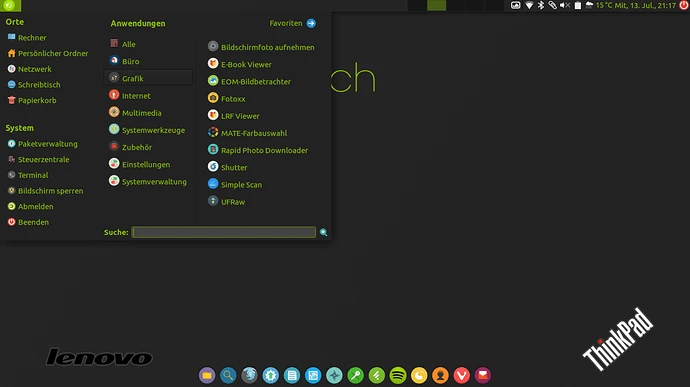 15 °C Mit, 13. Jul., 21:17
Orte
Rechner
Persönlicher Ordner
Netzwerk
Schreibtisch
Papierkorb
System
Paketverwaltung
Steuerzentrale
Terminal
Bildschirm sperren
Abmelden
Beenden
Anwendungen
Favoriten
Alle
Büro
Grafik
Internet
Multimedia
Systemwerkzeuge
Zubehör
Einstellungen
Systemverwaltung
Bildschirmfoto aufnehmen
E-Book Viewer
EOM-Bildbetrachter
Fotoxx
LRF Viewer
MATE-Farbauswahl
Rapid Photo Downloader
Shutter
Simple Scan
UFRaw
Suche:
ch
lenovo
ThinkPad